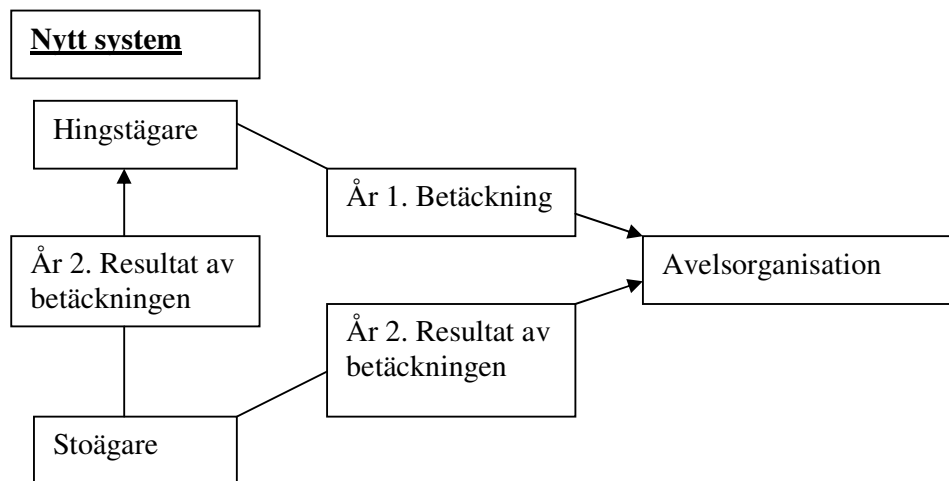 Nytt system
Hingstägare
År 1. Betäckning
År 2. Resultat av
betäckningen
Avelsorganisation
År 2. Resultat av
betäckningen
Stoägare